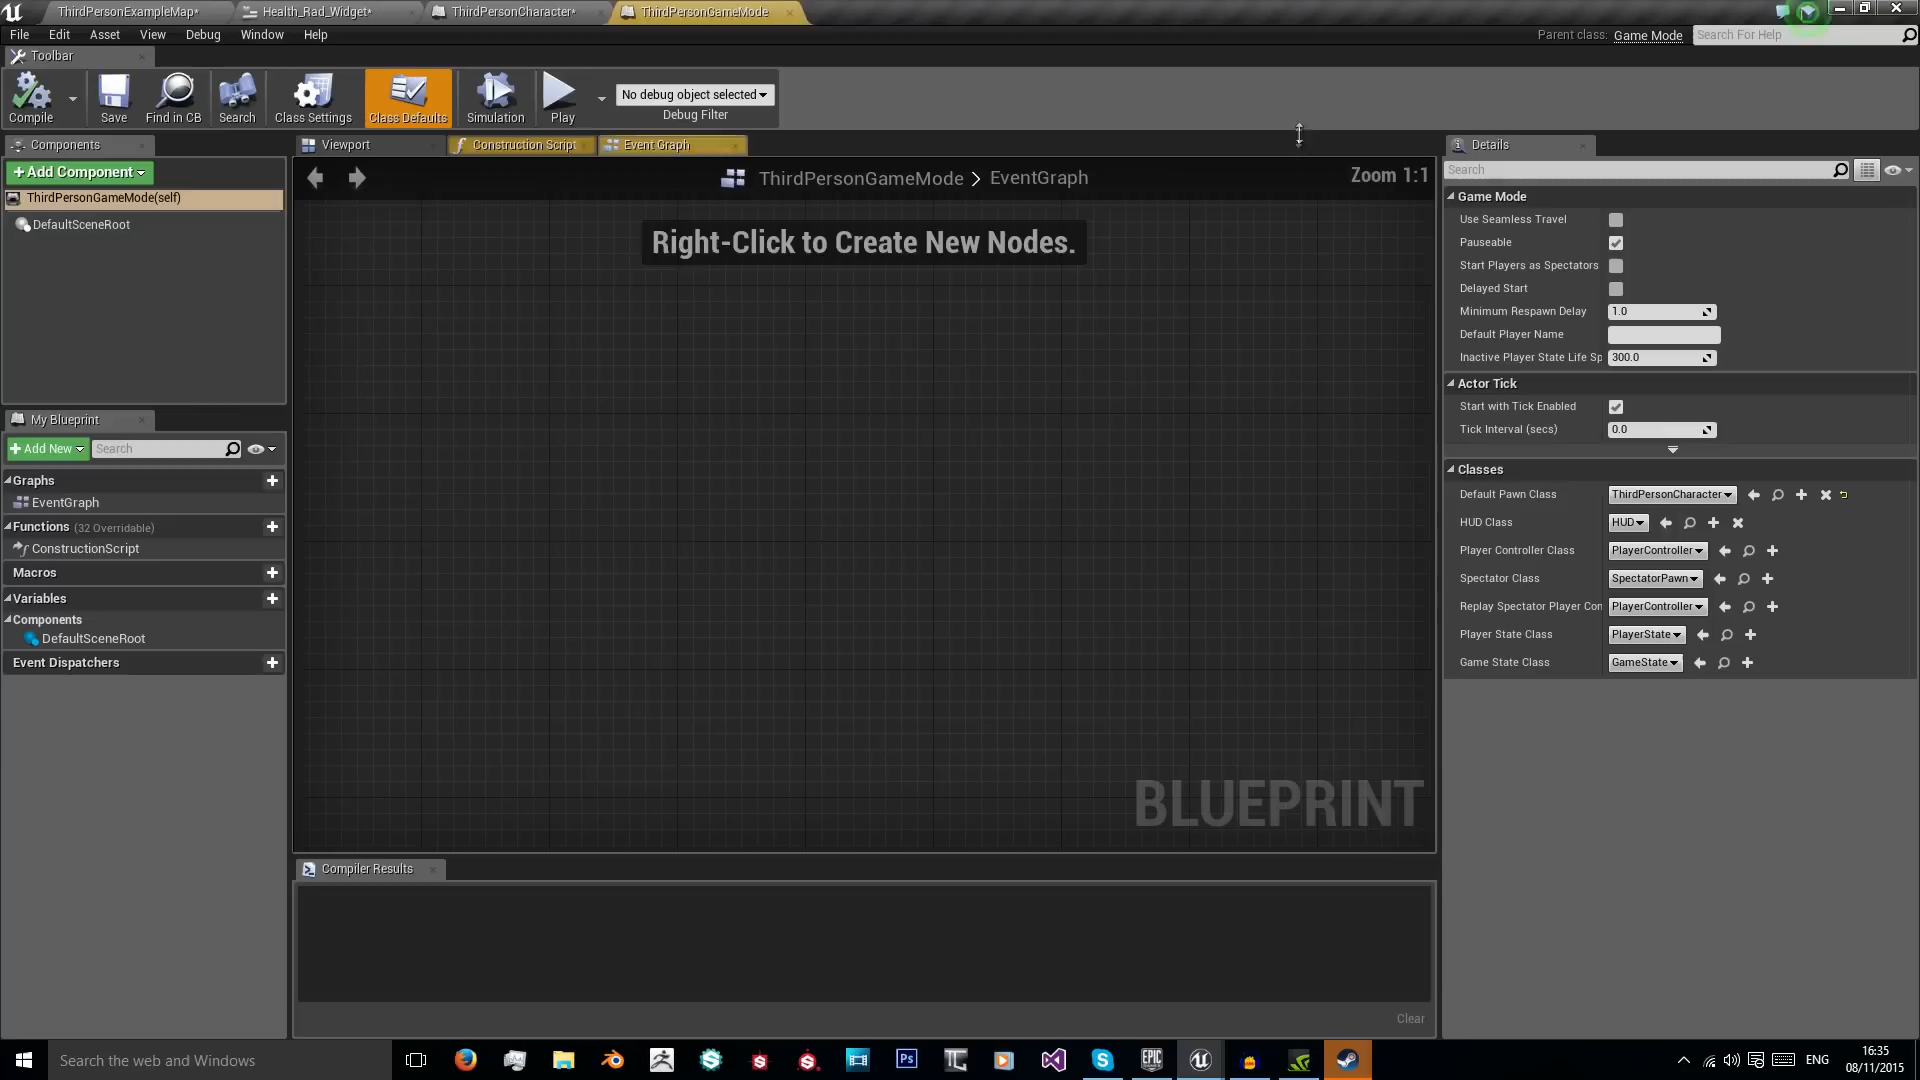 ThirdPersonExampleMap*
Health_Rad_Widget*
ThirdPersonCharacter*
ThirdPersonGameMode
File Edit Asset View Debug Window Help
Parent class: Game Mode
Search For Help
Toolbar
Compile
Save
Find in CB
Search
Class Settings
Class Defaults
Simulation
Play
No debug object selected
Debug Filter
Components
+ Add Component
ThirdPersonGameMode(self)
DefaultSceneRoot
My Blueprint
+ Add New
Search
Graphs
EventGraph
Functions (32 Overridable)
ConstructionScript
Macros
Variables
Components
DefaultSceneRoot
Event Dispatchers
Viewport
Construction Script
Event Graph
ThirdPersonGameMode > EventGraph
Zoom 1:1
Right-Click to Create New Nodes.
BLUEPRINT
Compiler Results
Clear
Details
Search
Game Mode
Use Seamless Travel
Pauseable
Start Players as Spectators
Delayed Start
Minimum Respawn Delay 1.0
Default Player Name
Inactive Player State Life Sp 300.0
Actor Tick
Start with Tick Enabled
Tick Interval (secs) 0.0
Classes
Default Pawn Class ThirdPersonCharacter
HUD Class HUD
Player Controller Class PlayerController
Spectator Class SpectatorPawn
Replay Spectator Player Con PlayerController
Player State Class PlayerState
Game State Class GameState
Search the web and Windows
Ps
EPIC GAMES
ENG
16:35
08/11/2015